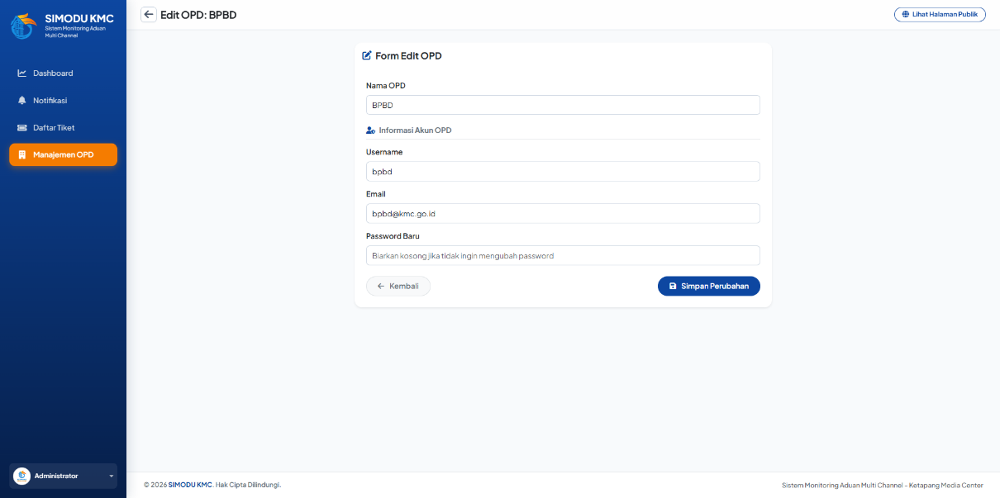 SIMODU KMC
Sistem Monitoring Aduan
Multi Channel
Dashboard
Notifikasi
Daftar Tiket
Manajemen OPD
Administrator
Edit OPD: BPBD
Lihat Halaman Publik
Form Edit OPD
Nama OPD
BPBD
Informasi Akun OPD
Username
bpbd
Email
bpbd@kmc.go.id
Password Baru
Biarkan kosong jika tidak ingin mengubah password
Kembali
Simpan Perubahan
© 2026 SIMODU KMC. Hak Cipta Dilindungi.
Sistem Monitoring Aduan Multi Channel - Ketapang Media Center